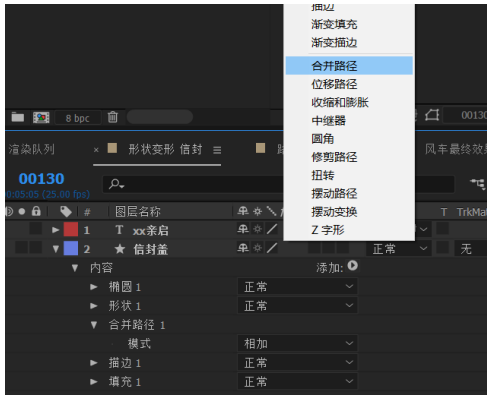 描边
渐变填充
渐变描边
合并路径
位移路径
收缩和膨胀
中继器
圆角
修剪路径
扭转
摆动路径
摆动变换
Z 字形
8 bpc
00130
渲染队列 × 形状变形 信封 ≡
风车最终效果
00130
0:05:05 (25.00 fps)
# 图层名称 T TrkMat
1 T xx亲启
2 ★ 信封盖 正常 无
内容 添加:
椭圆 1 正常
形状 1 正常
合并路径 1
模式 相加
描边 1 正常
填充 1 正常